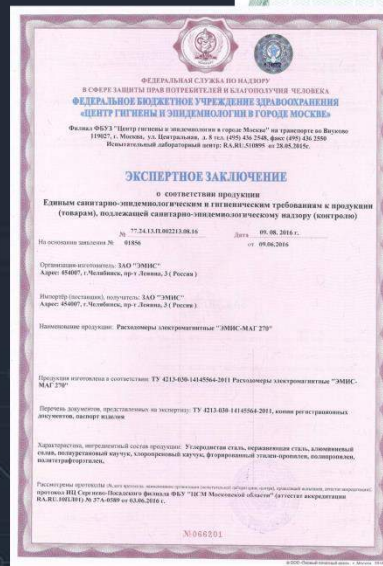 ФЕДЕРАЛЬНАЯ СЛУЖБА ПО НАДЗОРУ
В СФЕРЕ ЗАЩИТЫ ПРАВ ПОТРЕБИТЕЛЕЙ И БЛАГОПОЛУЧИЯ ЧЕЛОВЕКА
ФЕДЕРАЛЬНОЕ БЮДЖЕТНОЕ УЧРЕЖДЕНИЕ ЗДРАВООХРАНЕНИЯ
«ЦЕНТР ГИГИЕНЫ И ЭПИДЕМИОЛОГИИ В ГОРОДЕ МОСКВЕ»
Филиал ФБУЗ "Центр гигиены и эпидемиологии в городе Москве" на транспорте во Внуково
119027, г. Москва, ул. Центральная, д. 8 тел. (495) 436 2548, факс (495) 436 2550
Испытательный лабораторный центр: RA.RU.510895 от 28.05.2015г.
ЭКСПЕРТНОЕ ЗАКЛЮЧЕНИЕ
о соответствии продукции
Единым санитарно-эпидемиологическим и гигиеническим требованиям к продукции
(товарам), подлежащей санитарно-эпидемиологическому надзору (контролю)
№ 77.24.13.П.002213.08.16 Дата 09. 08. 2016 г.
На основании заявления № 01856 от 09.06.2016
Организация-изготовитель: ЗАО "ЭМИС"
Адрес: 454007, г.Челябинск, пр-т Ленина, 3 ( Россия )
Импортёр (поставщик), получатель: ЗАО "ЭМИС"
Адрес: 454007, г.Челябинск, пр-т Ленина, 3 ( Россия )
Наименование продукции: Расходомеры электромагнитные "ЭМИС-МАГ 270"
Продукция изготовлена в соответствии: ТУ 4213-030-14145564-2011 Расходомеры электромагнитные "ЭМИС-
МАГ 270"
Перечень документов, представленных на экспертизу: ТУ 4213-030-14145564-2011, копии регистрационных
документов, паспорт изделия
Характеристика, ингредиентный состав продукции: Углеродистая сталь, нержавеющая сталь, алюминиевый
сплав, полиуретановый каучук, хлоропреновый каучук, фторированный этилен-пропилен, полипропилен,
политетрафторэтилен.
Рассмотрены протоколы
протокол ИЦ Сергиево-Посадского филиала ФБУ "ЦСМ Московской области" (аттестат аккредитации
№ 37А-0589 от 03.06.2016 г.
№066201